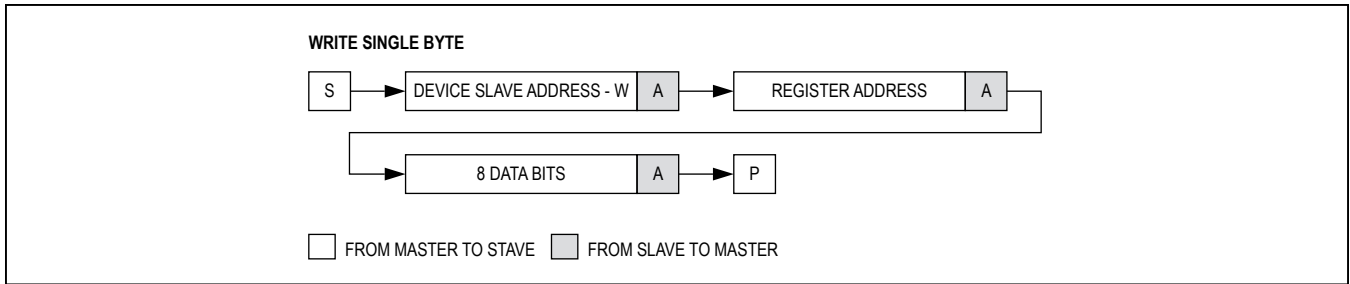 WRITE SINGLE BYTE
S DEVICE SLAVE ADDRESS - W A REGISTER ADDRESS A
8 DATA BITS A P
FROM MASTER TO STAVE FROM SLAVE TO MASTER